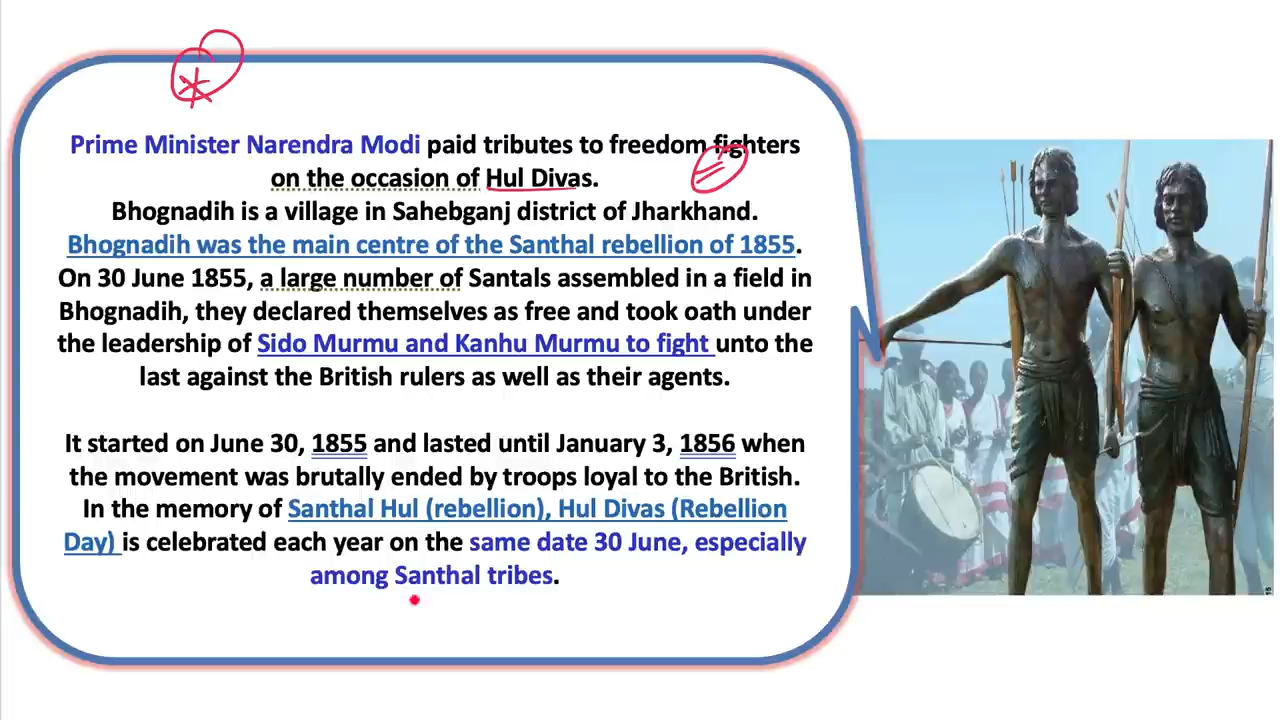 Prime Minister Narendra Modi paid tributes to freedom fighters
on the occasion of Hul Divas.
Bhognadih is a village in Sahebganj district of Jharkhand.
Bhognadih was the main centre of the Santhal rebellion of 1855.
On 30 June 1855, a large number of Santals assembled in a field in
Bhognadih, they declared themselves as free and took oath under
the leadership of Sido Murmu and Kanhu Murmu to fight unto the
last against the British rulers as well as their agents.
It started on June 30, 1855 and lasted until January 3, 1856 when
the movement was brutally ended by troops loyal to the British.
In the memory of Santhal Hul (rebellion), Hul Divas (Rebellion
Day) is celebrated each year on the same date 30 June, especially
among Santhal tribes.